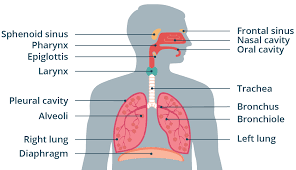 Sphenoid sinus
Pharynx
Epiglottis
Larynx
Pleural cavity
Alveoli
Right lung
Diaphragm
Frontal sinus
Nasal cavity
Oral cavity
Trachea
Bronchus
Bronchiole
Left lung